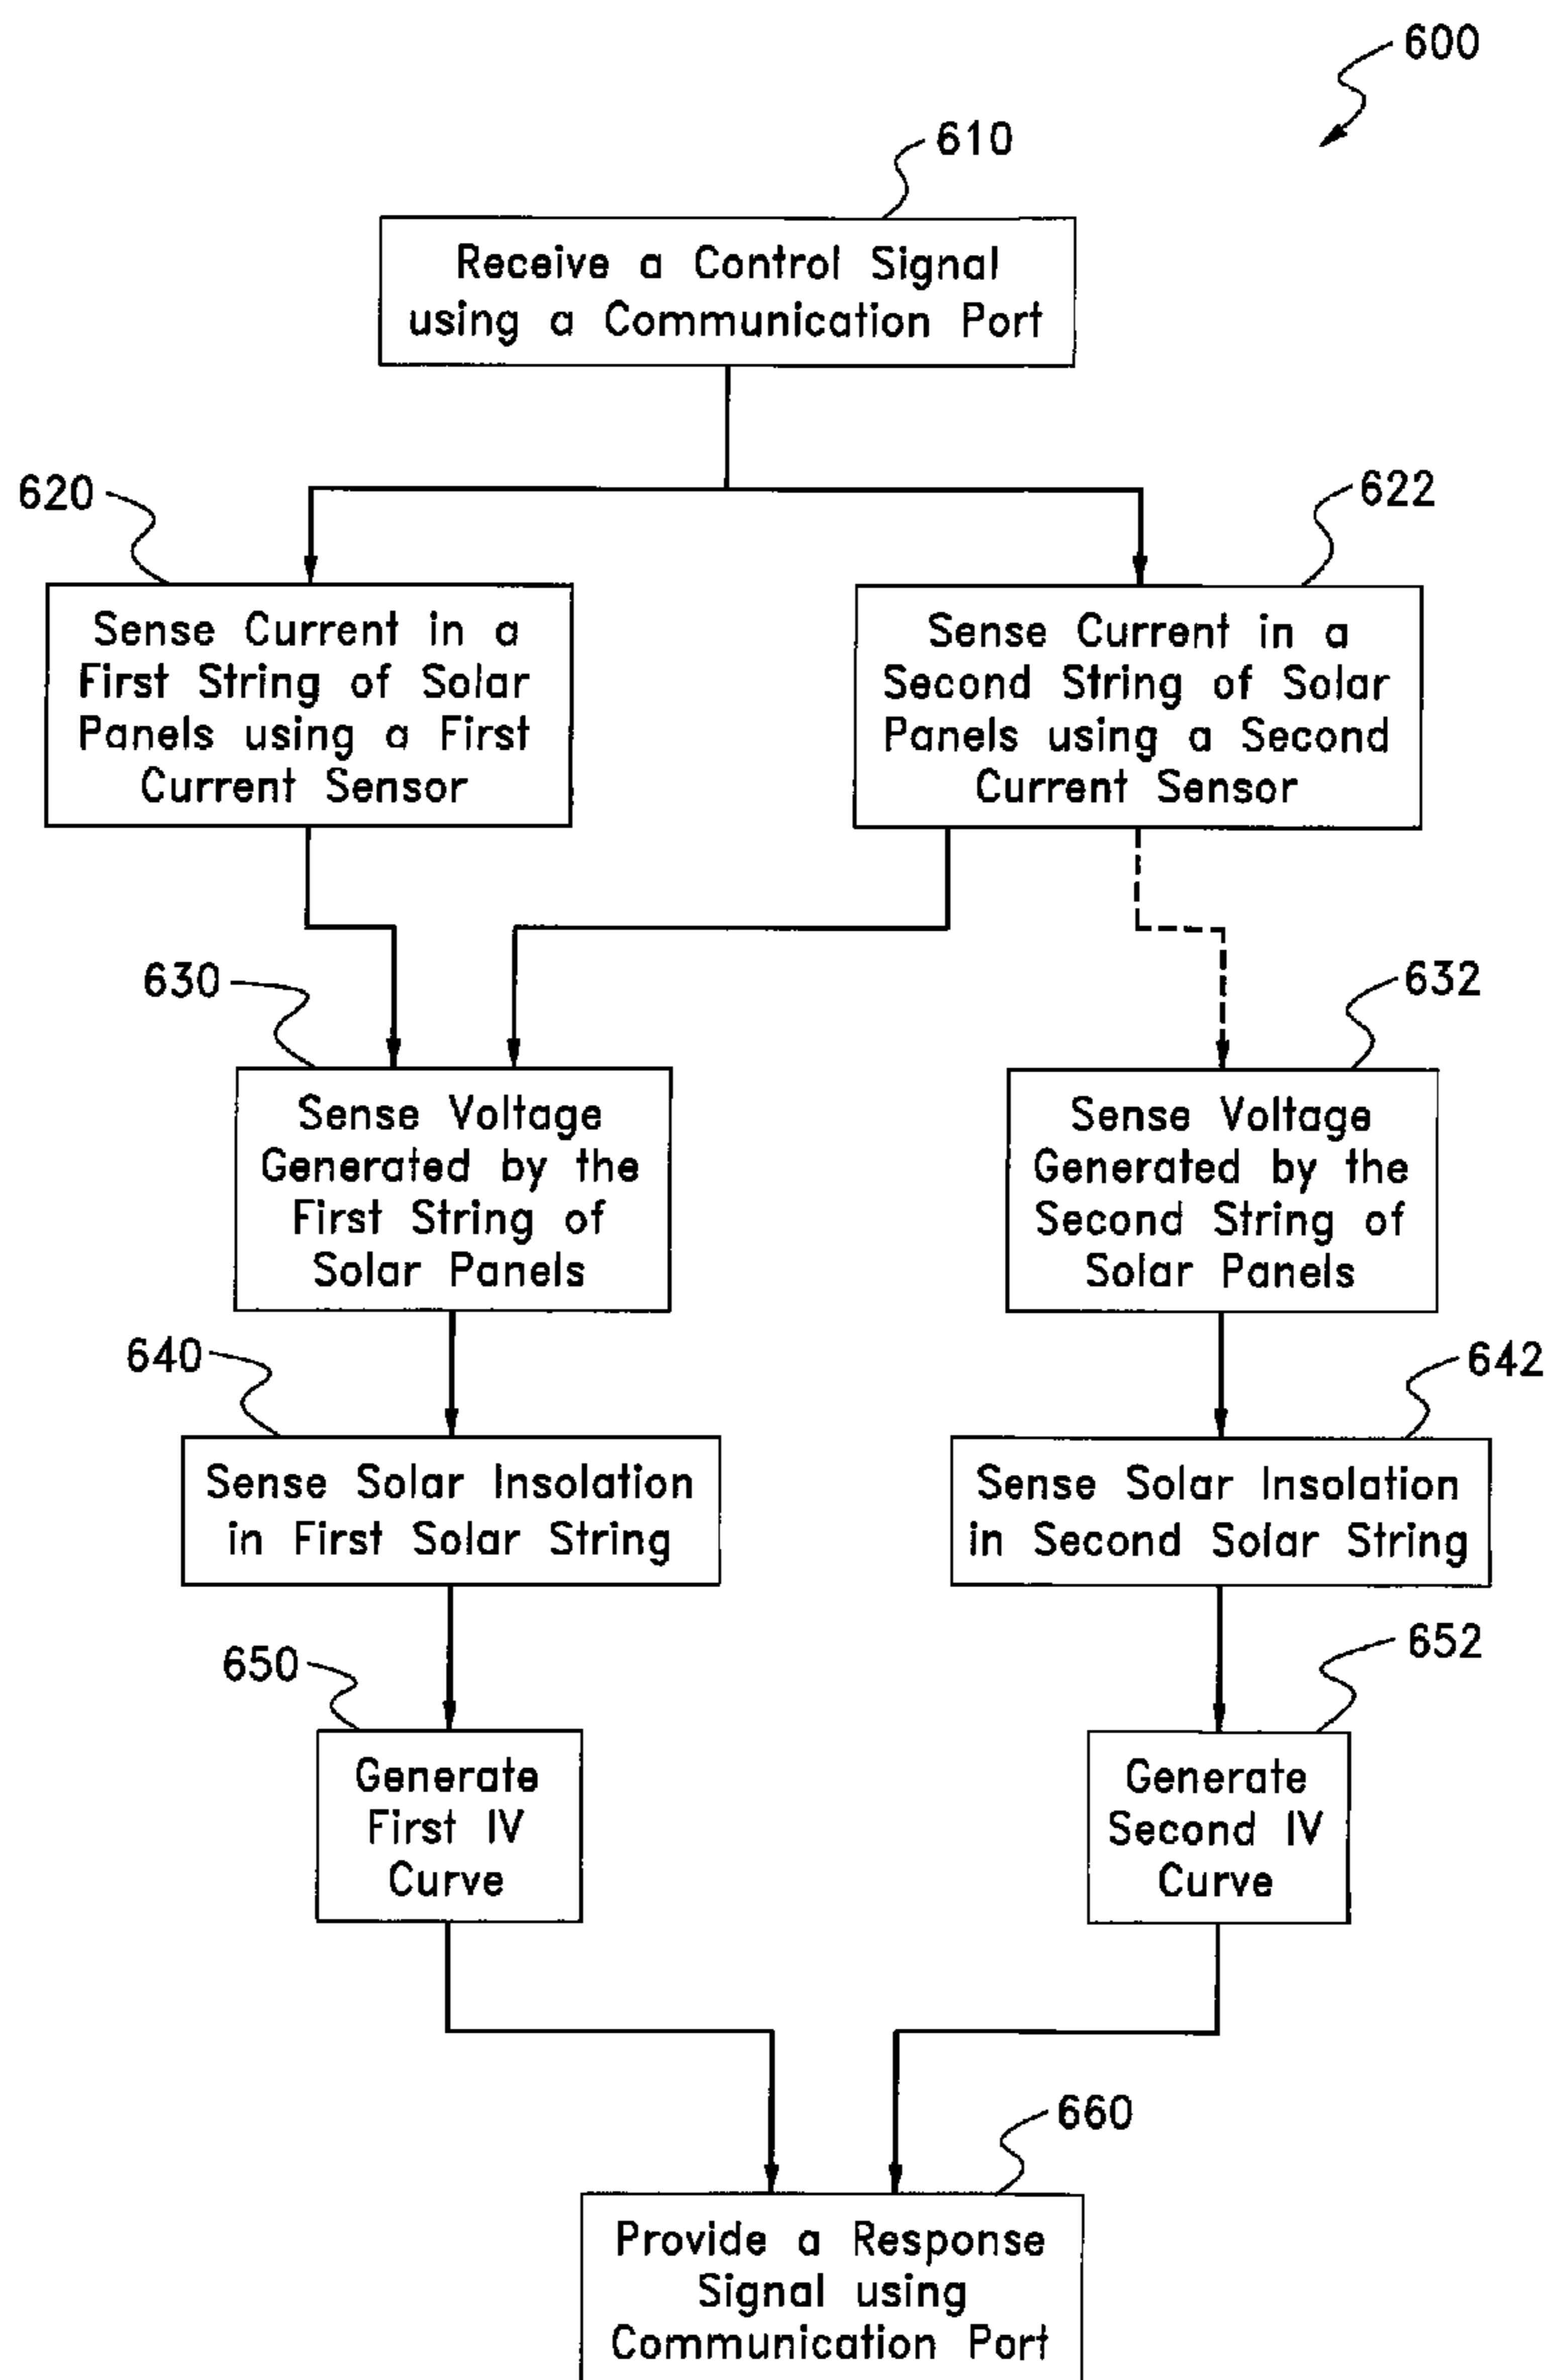 600
610
Receive a Control Signal
using a Communication Port
620
622
Sense Current in a
First String of Solar
Panels using a First
Current Sensor
Sense Current in a
Second String of Solar
Panels using a Second
Current Sensor
630
632
Sense Voltage
Generated by the
First String of
Solar Panels
Sense Voltage
Generated by the
Second String of
Solar Panels
640
642
Sense Solar Insolation
in First Solar String
Sense Solar Insolation
in Second Solar String
650
652
Generate
First IV
Curve
Generate
Second IV
Curve
660
Provide a Response
Signal using
Communication Port